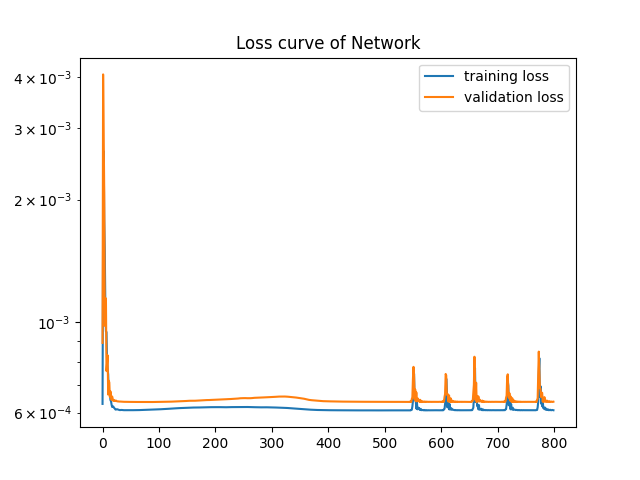 Loss curve of Network
training loss
validation loss
4 × 10⁻³
3 × 10⁻³
2 × 10⁻³
10⁻³
6 × 10⁻⁴
0 100 200 300 400 500 600 700 800